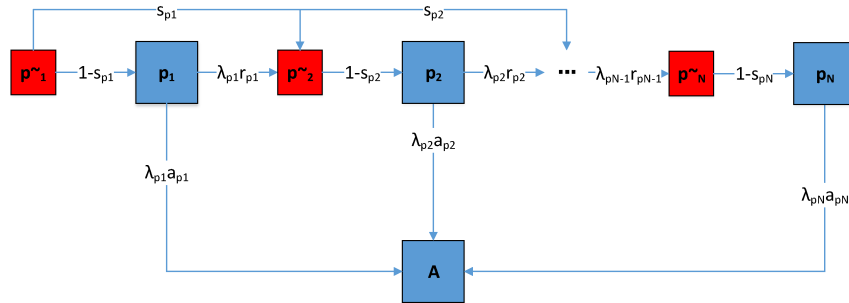 s_p1 s_p2
p~_1 1-s_p1 p_1 λ_p1r_p1 p~_2 1-s_p2 p_2 λ_p2r_p2 ... λ_pN-1r_pN-1 p~_N 1-s_pN p_N
λ_p1a_p1 λ_p2a_p2 λ_pNa_pN
A